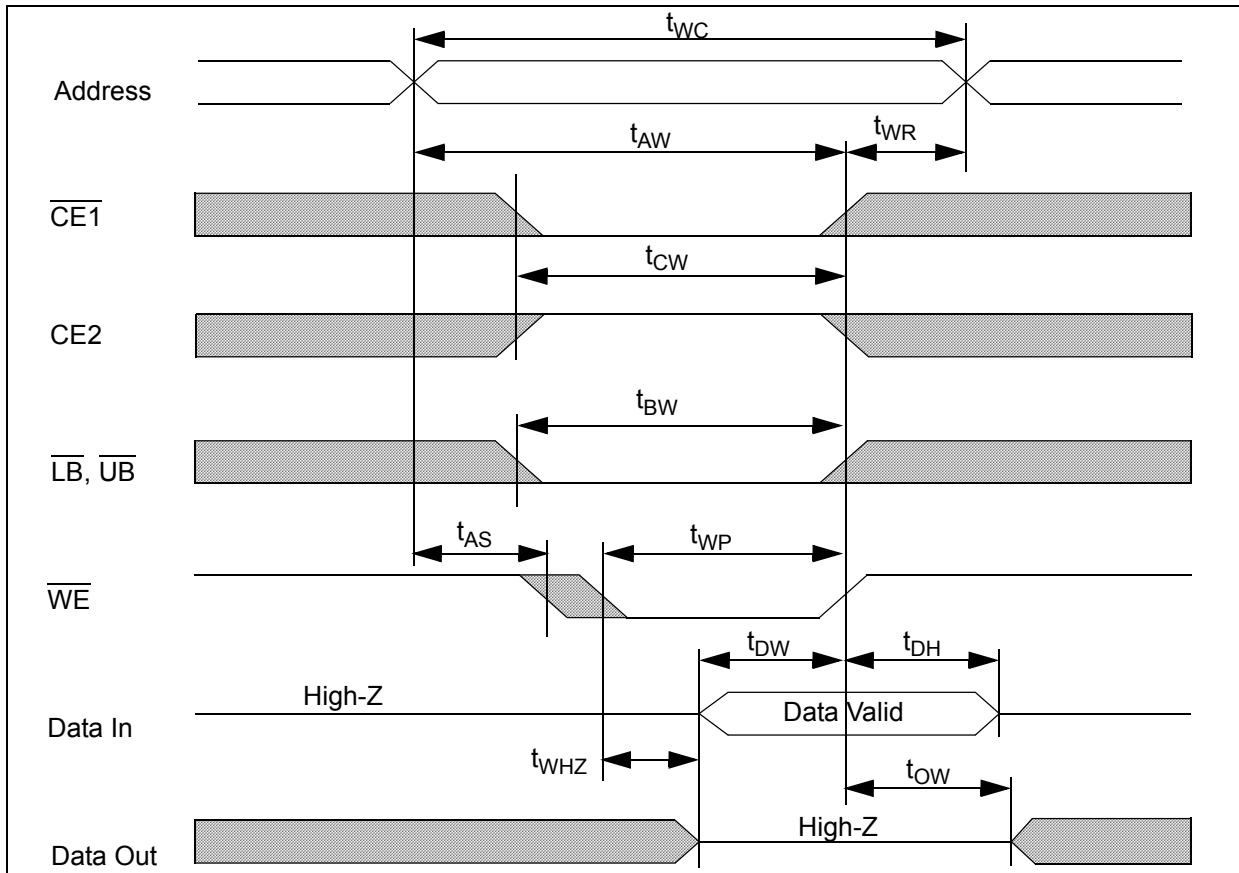 tWC
Address
tAW
tWR
CE1
tCW
CE2
tBW
LB, UB
tAS
tWP
WE
tDW
tDH
High-Z
Data Valid
Data In
tWHZ
tOW
High-Z
Data Out